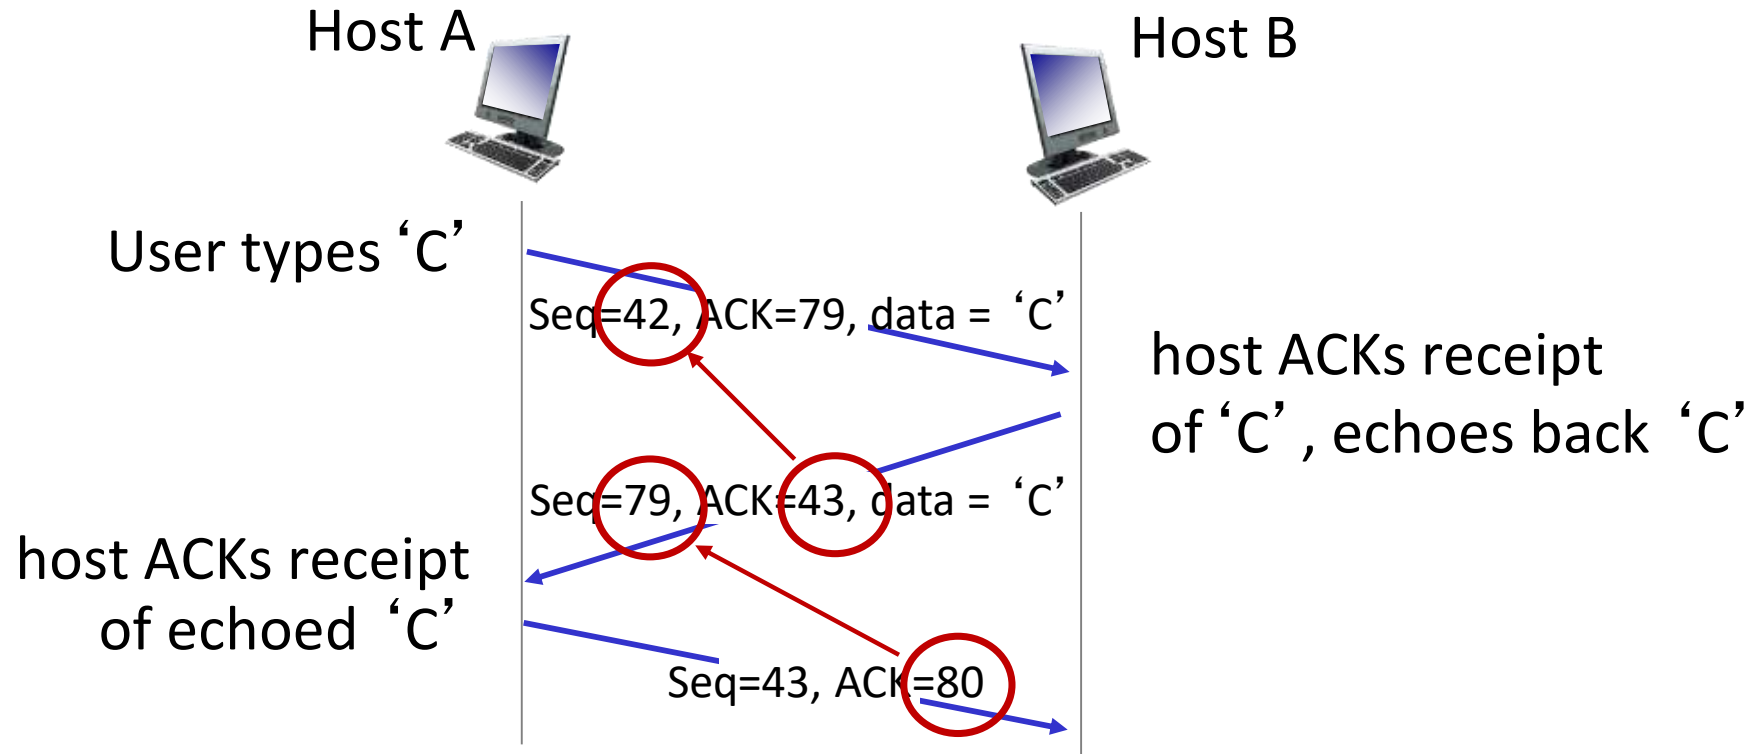 Host A
Host B
User types ‘C’
Seq=42, ACK=79, data = ‘C’
host ACKs receipt
of ‘C’, echoes back ‘C’
Seq=79, ACK=43, data = ‘C’
host ACKs receipt
of echoed ‘C’
Seq=43, ACK=80